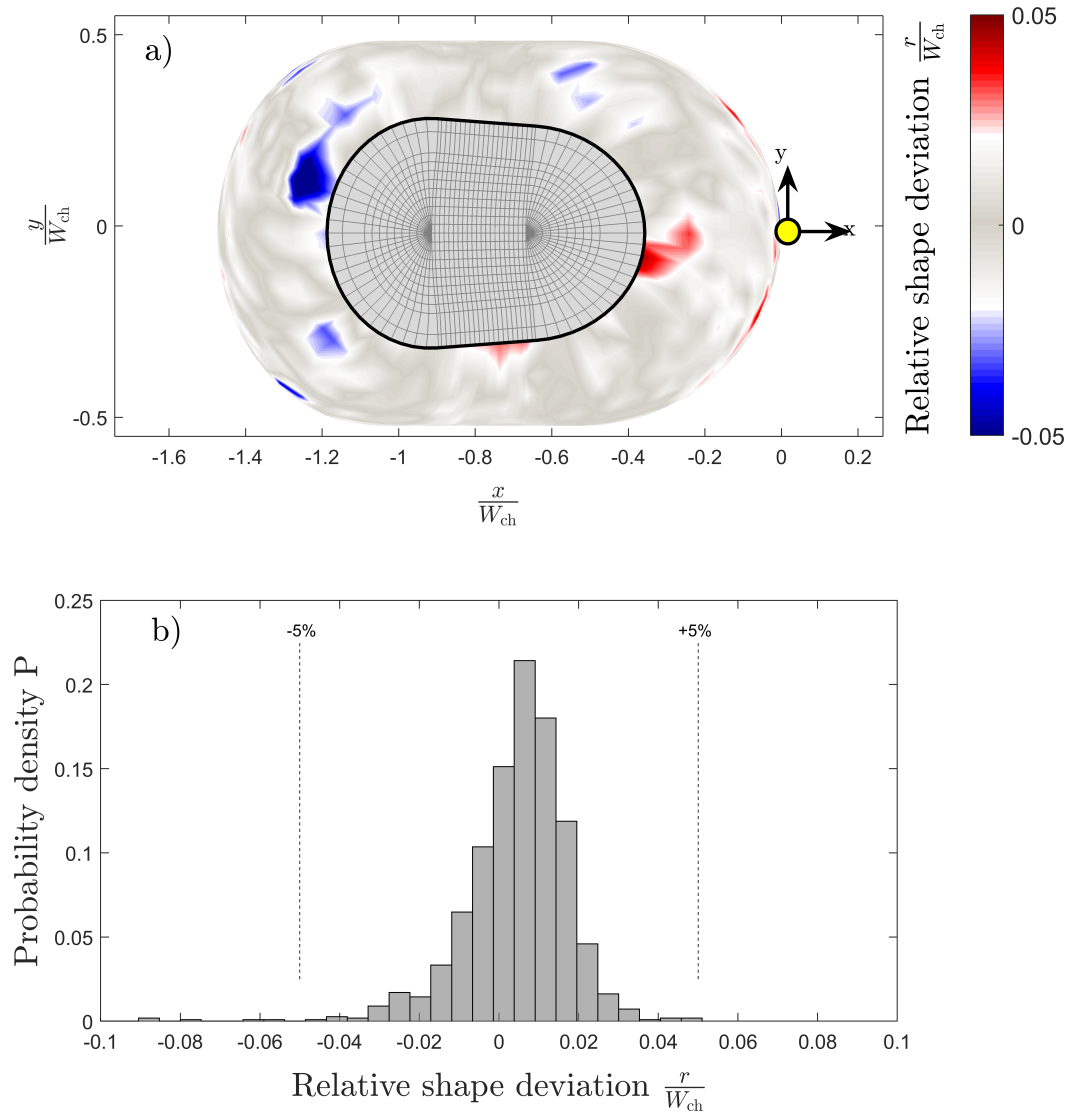 a)
0.5
0
-0.5
y/W_ch
-1.6 -1.4 -1.2 -1 -0.8 -0.6 -0.4 -0.2 0 0.2
x/W_ch
y
x
Relative shape deviation r/W_ch
0.05
0
-0.05
b)
-5%
+5%
0.25
0.2
0.15
0.1
0.05
0
Probability density P
-0.1 -0.08 -0.06 -0.04 -0.02 0 0.02 0.04 0.06 0.08 0.1
Relative shape deviation r/W_ch